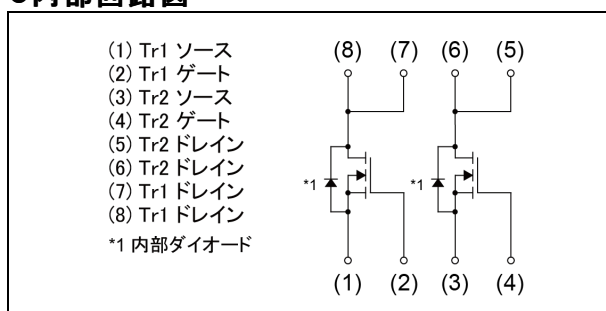 ●内部回路図
(1) Tr1 ソース
(2) Tr1 ゲート
(3) Tr2 ソース
(4) Tr2 ゲート
(5) Tr2 ドレイン
(6) Tr2 ドレイン
(7) Tr1 ドレイン
(8) Tr1 ドレイン
*1 内部ダイオード
(8) (7) (6) (5)
*1 *1
(1) (2) (3) (4)